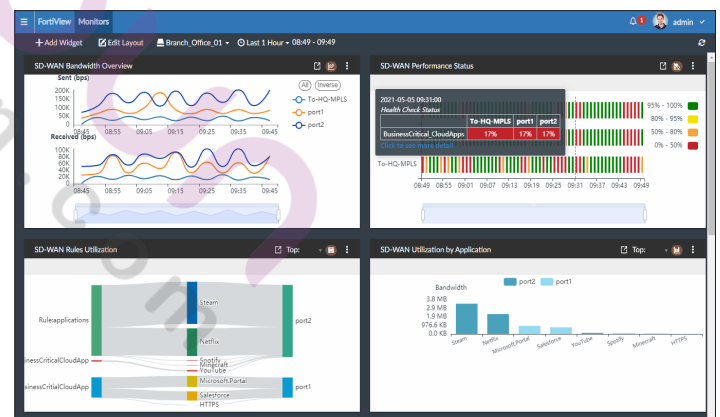 FortiView Monitors
1 admin
+ Add Widget Edit Layout Branch_Office_01 Last 1 Hour 08:49 - 09:49
SD-WAN Bandwidth Overview
Sent (bps)
All Inverse
200K
150K
100K
50K
0
To-HQ-MPLS
port1
port2
08:45 08:55 09:05 09:15 09:25 09:35 09:45
Received (bps)
100K
80K
60K
40K
20K
0
08:45 08:55 09:05 09:15 09:25 09:35 09:45
SD-WAN Performance Status
2021-05-05 09:31:00
Health Check Status
To-HQ-MPLS port1 port2
BusinessCritical_CloudApps 17% 17% 17%
Click to see more detail
95% - 100%
80% - 95%
50% - 80%
0% - 50%
To-HQ-MPLS
08:49 08:55 09:01 09:07 09:13 09:19 09:25 09:31 09:37 09:43 09:49
SD-WAN Rules Utilization
Top:
Rule:applications
inessCriticalCloudApp
sinessCritialCloudApp
Steam
Netflix
Spotify
Minecraft
YouTube
Microsoft.Portal
Salesforce
HTTPS
port2
port1
SD-WAN Utilization by Application
Top:
port2 port1
Bandwidth
3.8 MB
2.9 MB
1.9 MB
976.6 KB
0.0 KB
Steam Netflix Microsoft.Portal Salesforce YouTube Spotify Minecraft HTTPS
s.com